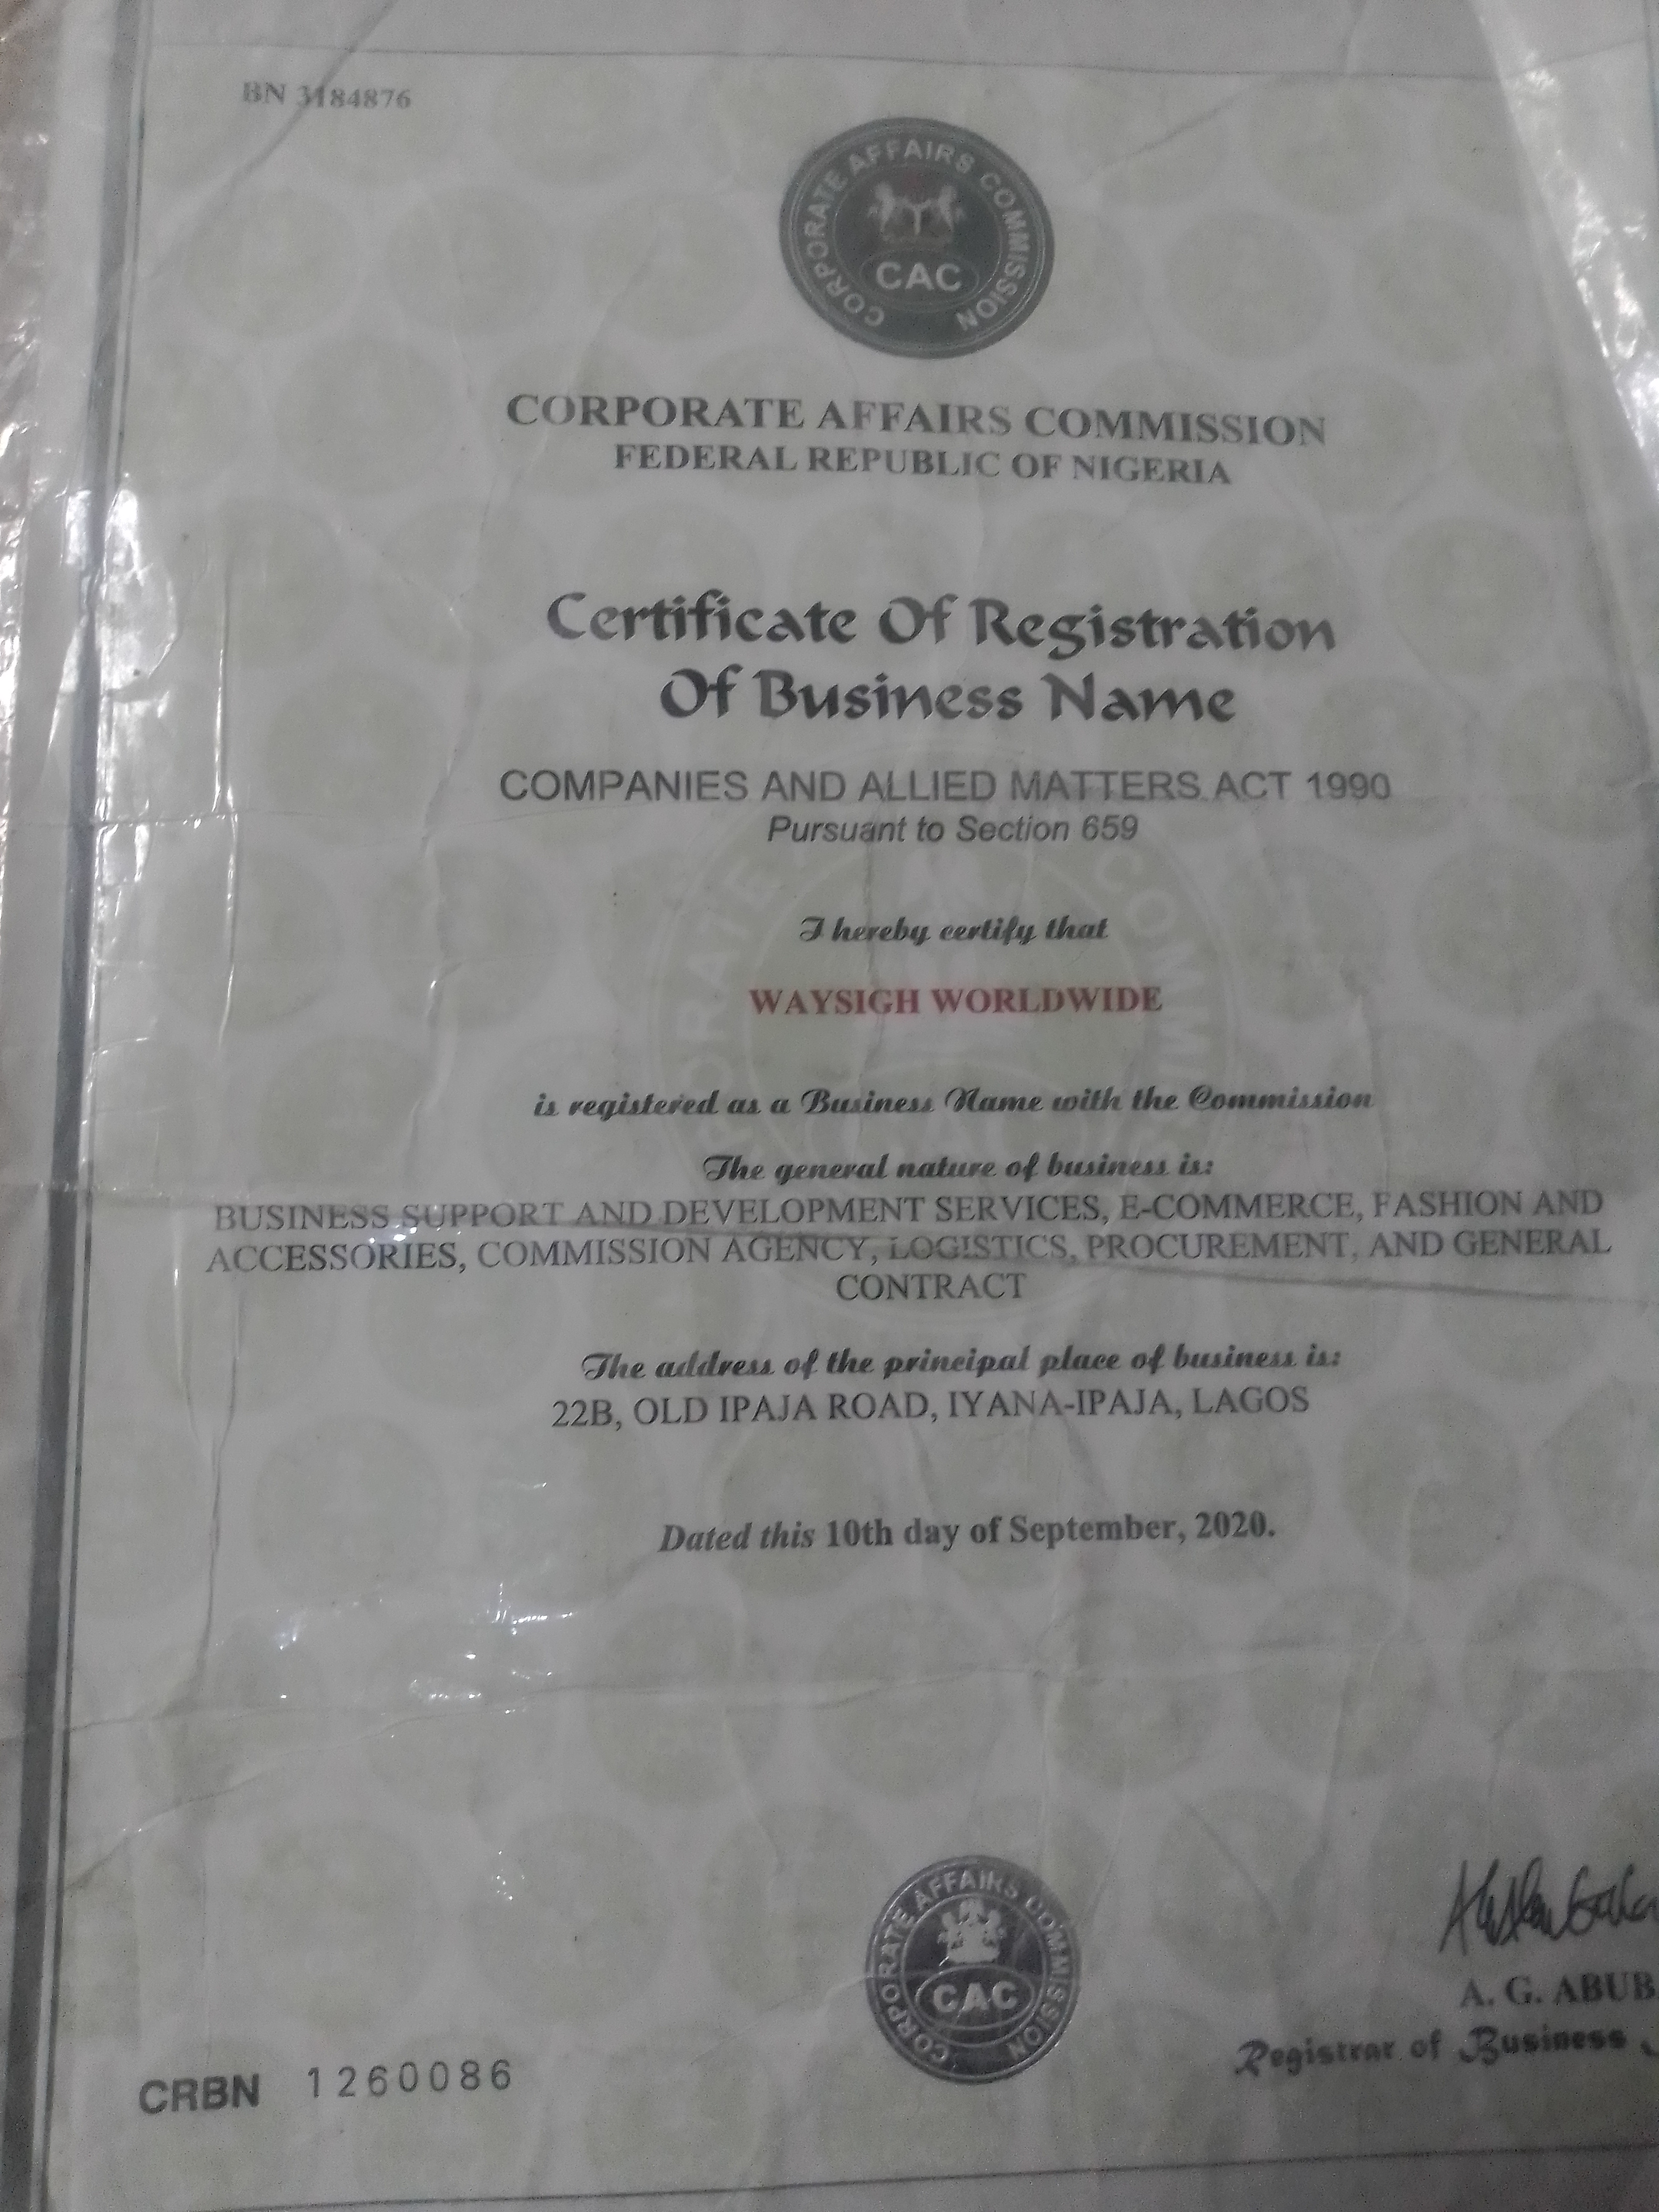 BN 3184876
CORPORATE AFFAIRS COMMISSION
CAC
CORPORATE AFFAIRS COMMISSION
FEDERAL REPUBLIC OF NIGERIA
Certificate Of Registration
Of Business Name
COMPANIES AND ALLIED MATTERS ACT 1990
Pursuant to Section 659
I hereby certify that
WAYSIGH WORLDWIDE
is registered as a Business Name with the Commission
The general nature of business is:
BUSINESS SUPPORT AND DEVELOPMENT SERVICES, E-COMMERCE, FASHION AND
ACCESSORIES, COMMISSION AGENCY, LOGISTICS, PROCUREMENT, AND GENERAL
CONTRACT
The address of the principal place of business is:
22B, OLD IPAJA ROAD, IYANA-IPAJA, LAGOS
Dated this 10th day of September, 2020.
CORPORATE AFFAIRS COMMISSION
CAC
A. G. ABUB
Registrar of Business
CRBN 1260086